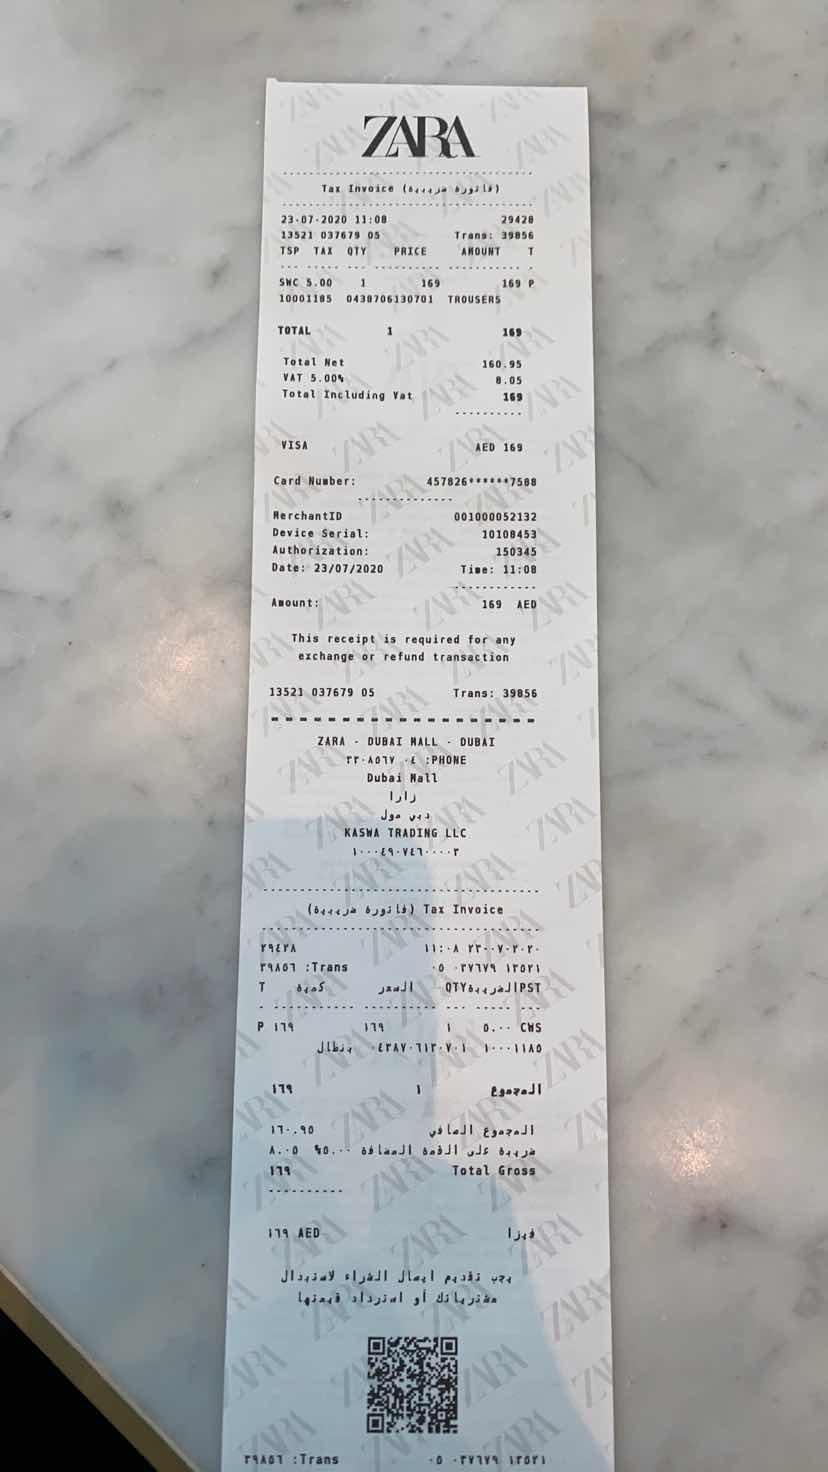 ZARA
Tax Invoice (فاتورة ضريبية)
23-07-2020 11:08 29428
13521 037679 05 Trans: 39856
TSP TAX QTY PRICE AMOUNT T
SWC 5.00 1 169 169 P
10001185 0438706130701 TROUSERS
TOTAL 1 169
Total Net 160.95
VAT 5.00% 8.05
Total Including Vat 169
VISA AED 169
Card Number: 457826******7588
MerchantID 001000052132
Device Serial: 10108453
Authorization: 150345
Date: 23/07/2020 Time: 11:08
Amount: 169 AED
This receipt is required for any
exchange or refund transaction
13521 037679 05 Trans: 39856
ZARA - DUBAI MALL - DUBAI
٣٣٠٨٥٦٧ ٠٤ :PHONE
Dubai Mall
زارا
دبي مول
KASWA TRADING LLC
١٠٠٠٤٩٠٧٤٦٠٠٠٠٣
(فاتورة ضريبية) Tax Invoice
٢٩٤٢٨ ١١:٠٨ ٢٣-٠٧-٢٠٢٠
٣٩٨٥٦ :Trans ٠٥ ٠٣٧٦٧٩ ١٣٥٢١
T كمية السعر QTYالضريبةPST
P ١٦٩ ١٦٩ ١ ٥.٠٠ CWS
بنطال ٠٤٣٨٧٠٦١٣٠٧٠١ ١٠٠٠١١٨٥
المجموع ١ ١٦٩
المجموع الصافي ١٦٠.٩٥
ضريبة على القمة المضافة ٥.٠٠% ٨.٠٥
١٦٩ Total Gross
فيزا ١٦٩ AED
يجب تقديم ايصال الشراء لاستبدال
مشترياتك أو استرداد قيمتها
٣٩٨٥٦ :Trans ٠٥ ٠٣٧٦٧٩ ١٣٥٢١